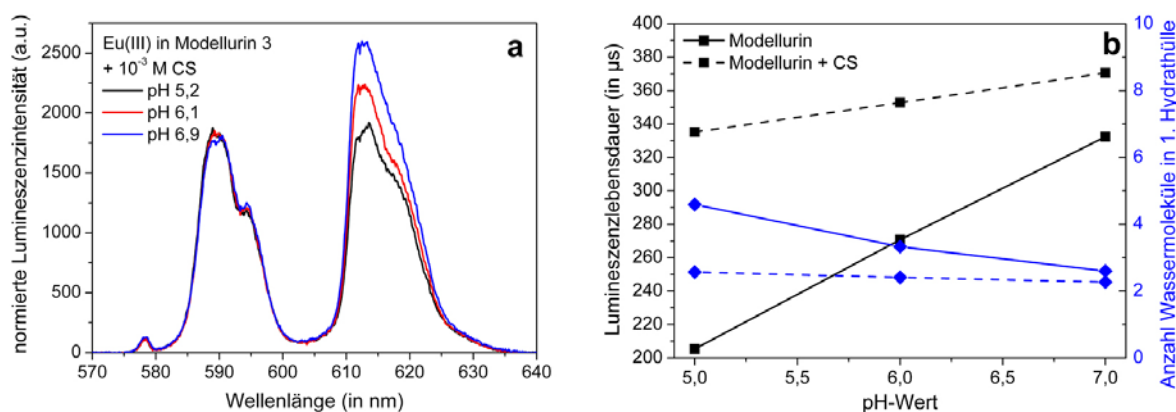 normierte Lumineszenzintensität (a.u.)
2500
2000
1500
1000
500
0
Eu(III) in Modellurin 3
+ 10⁻³ M CS
pH 5,2
pH 6,1
pH 6,9
a
570 580 590 600 610 620 630 640
Wellenlänge (in nm)
Lumineszenzlebensdauer (in µs)
400
380
360
340
320
300
280
260
240
220
200
Modellurin
Modellurin + CS
b
5,0 5,5 6,0 6,5 7,0
pH-Wert
10
8
6
4
2
0
Anzahl Wassermoleküle in 1. Hydrathülle